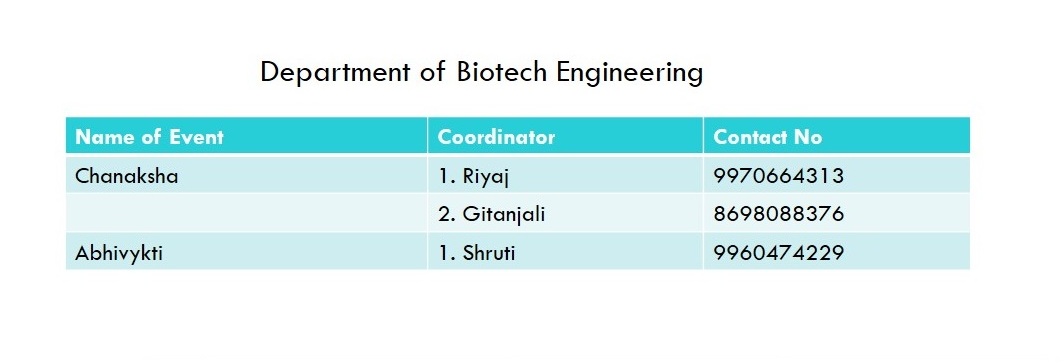 Department of Biotech Engineering
Name of Event Coordinator Contact No
Chanaksha 1. Riyaj 9970664313
2. Gitanjali 8698088376
Abhivykti 1. Shruti 9960474229